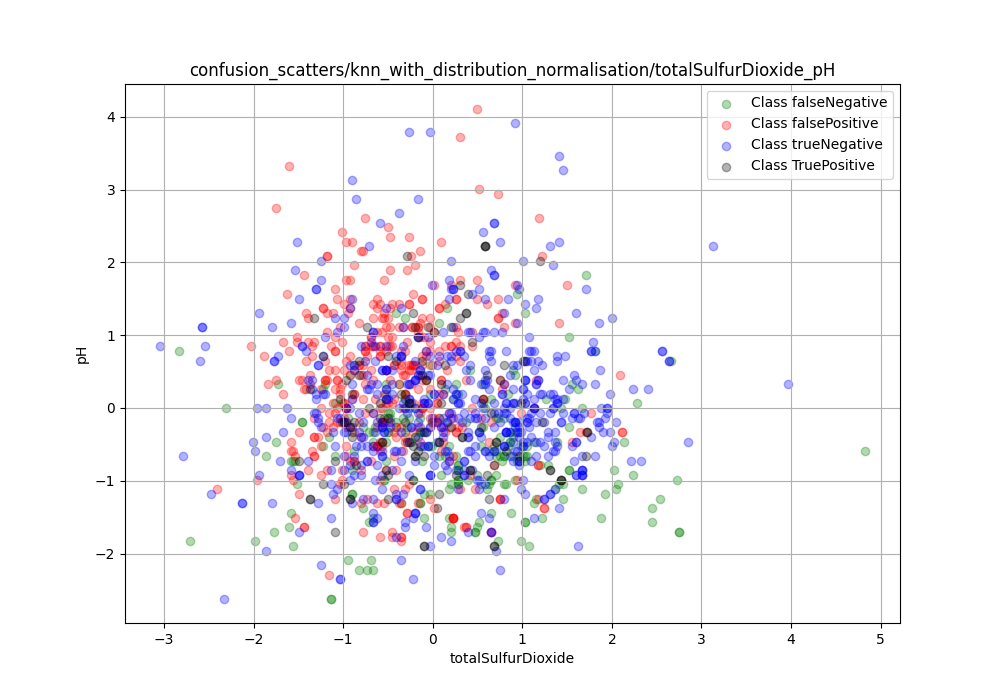 confusion_scatters/knn_with_distribution_normalisation/totalSulfurDioxide_pH
Class falseNegative
Class falsePositive
Class trueNegative
Class TruePositive
pH
4
3
2
1
0
−1
−2
−3 −2 −1 0 1 2 3 4 5
totalSulfurDioxide